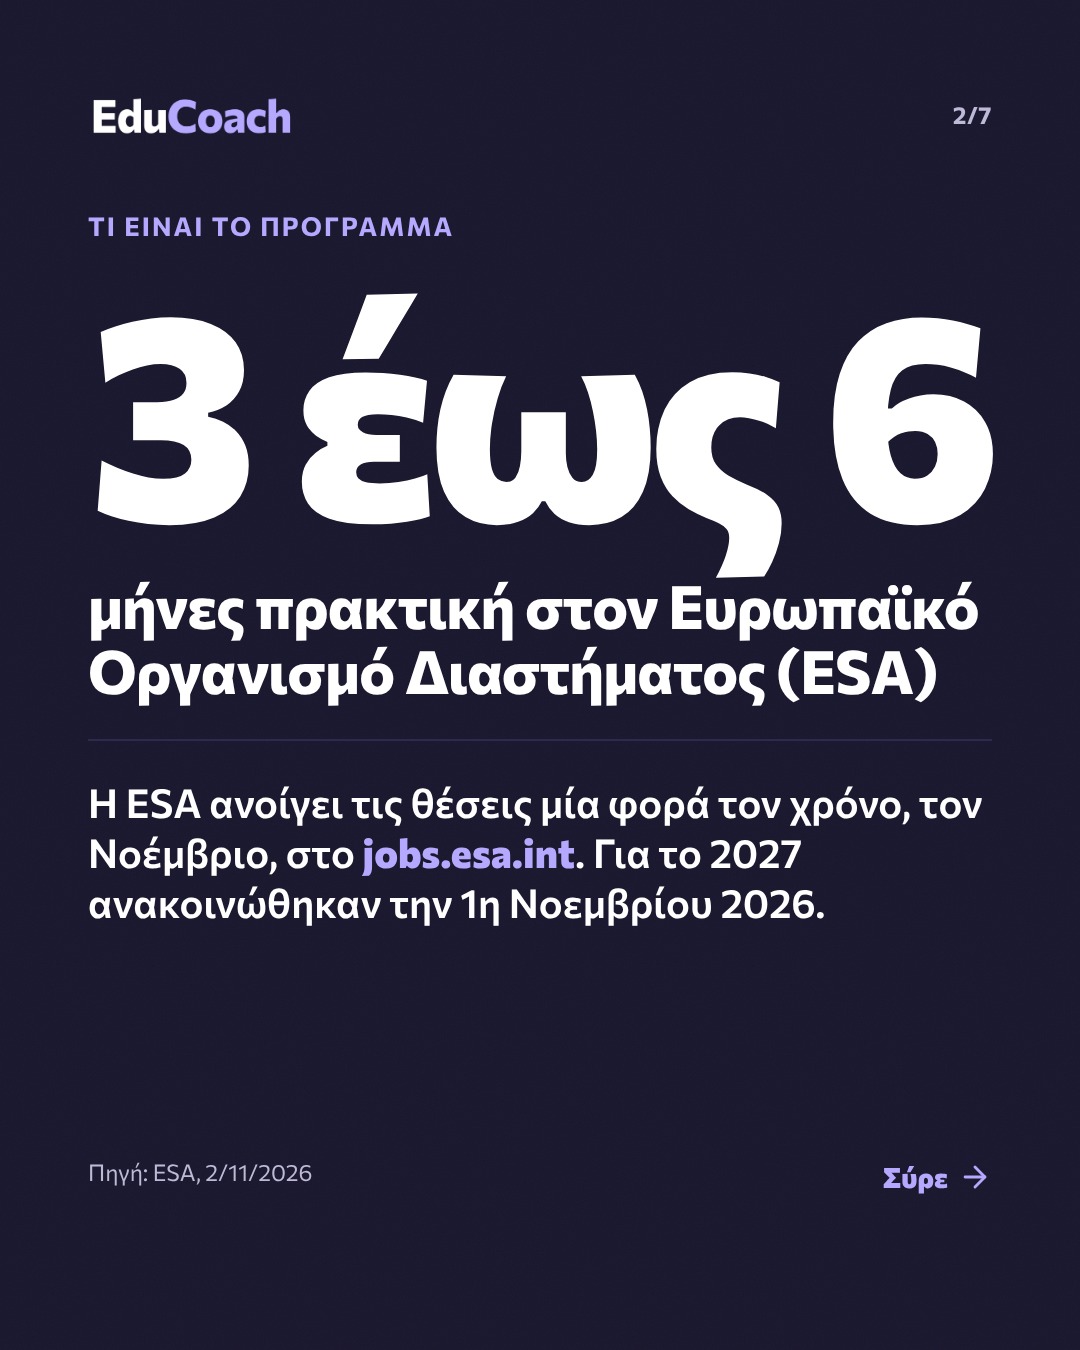 EduCoach
2/7
ΤΙ ΕΙΝΑΙ ΤΟ ΠΡΟΓΡΑΜΜΑ
3 έως 6
μήνες πρακτική στον Ευρωπαϊκό
Οργανισμό Διαστήματος (ESA)
Η ESA ανοίγει τις θέσεις μία φορά τον χρόνο, τον
Νοέμβριο, στο jobs.esa.int. Για το 2027
ανακοινώθηκαν την 1η Νοεμβρίου 2026.
Πηγή: ESA, 2/11/2026
Σύρε →